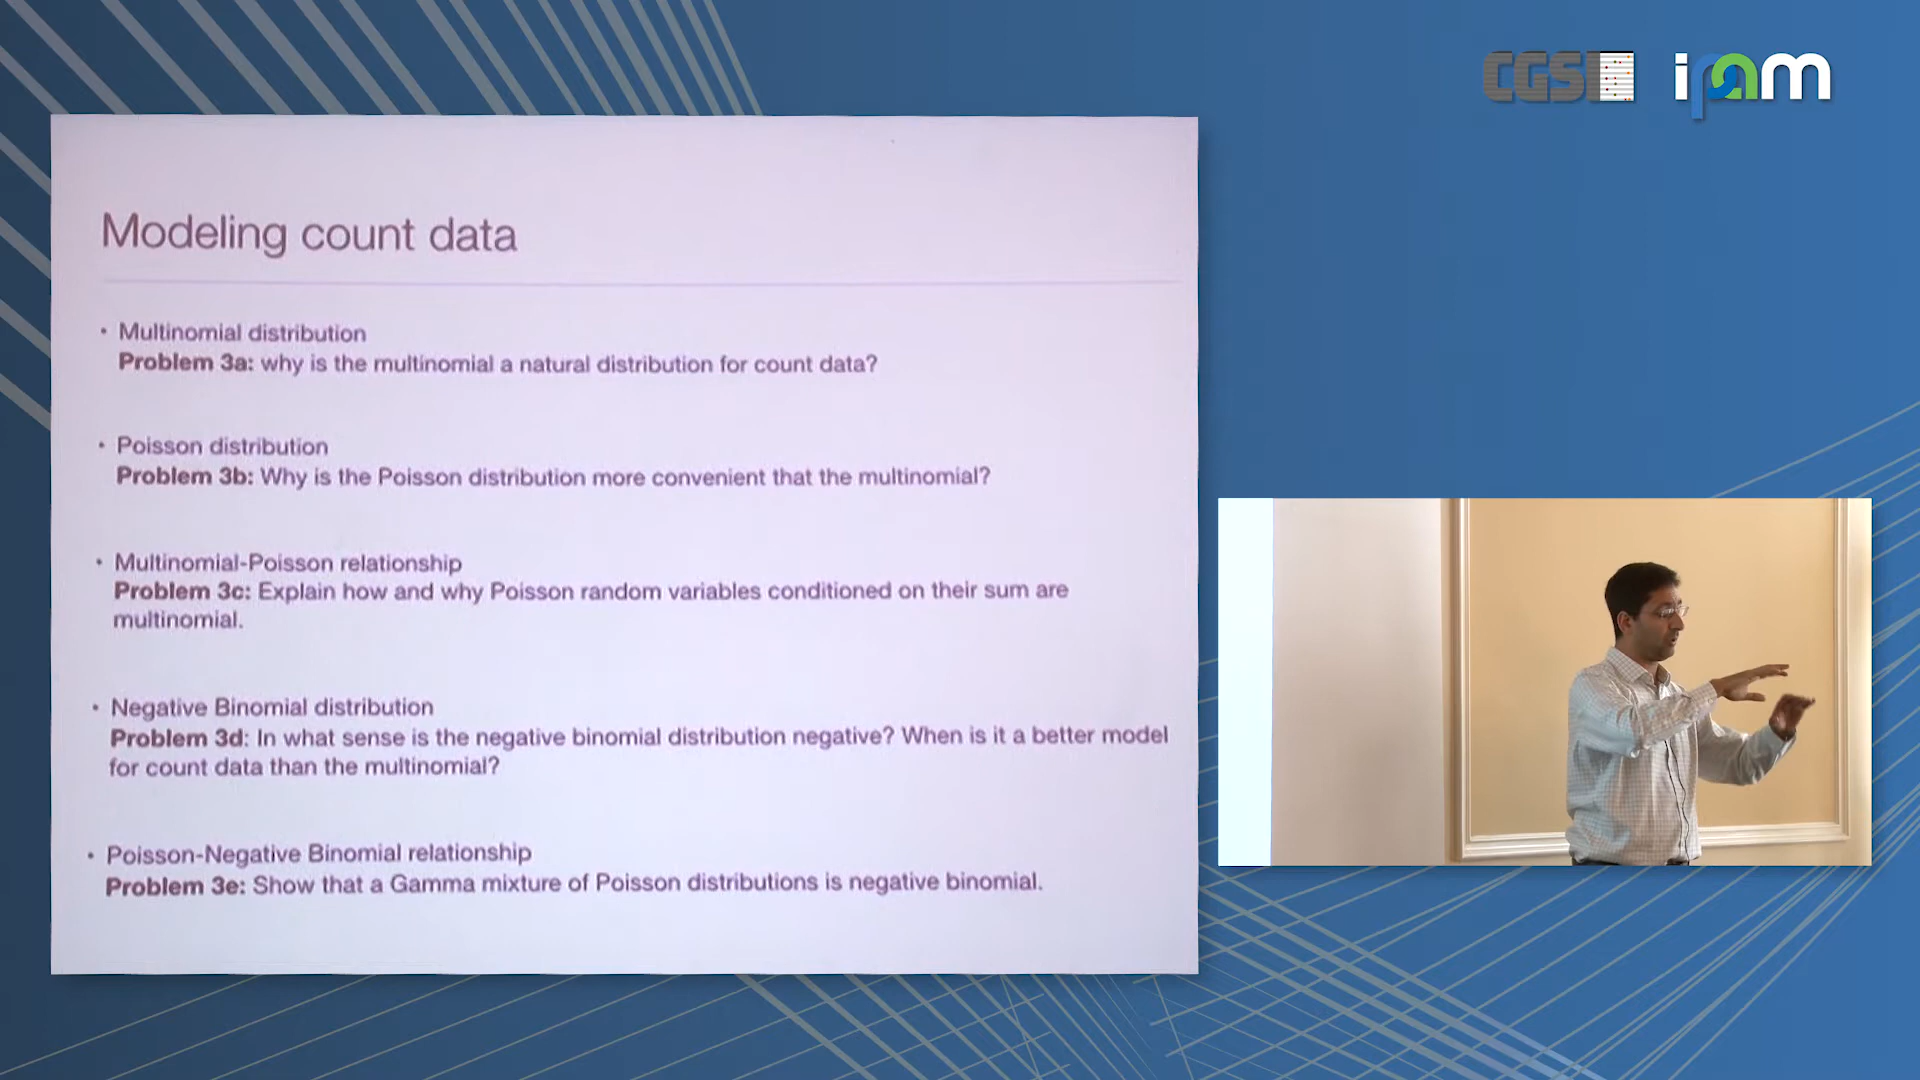 CGSI
ipam
Modeling count data
• Multinomial distribution
Problem 3a: why is the multinomial a natural distribution for count data?
• Poisson distribution
Problem 3b: Why is the Poisson distribution more convenient that the multinomial?
• Multinomial-Poisson relationship
Problem 3c: Explain how and why Poisson random variables conditioned on their sum are
multinomial.
• Negative Binomial distribution
Problem 3d: In what sense is the negative binomial distribution negative? When is it a better model
for count data than the multinomial?
• Poisson-Negative Binomial relationship
Problem 3e: Show that a Gamma mixture of Poisson distributions is negative binomial.